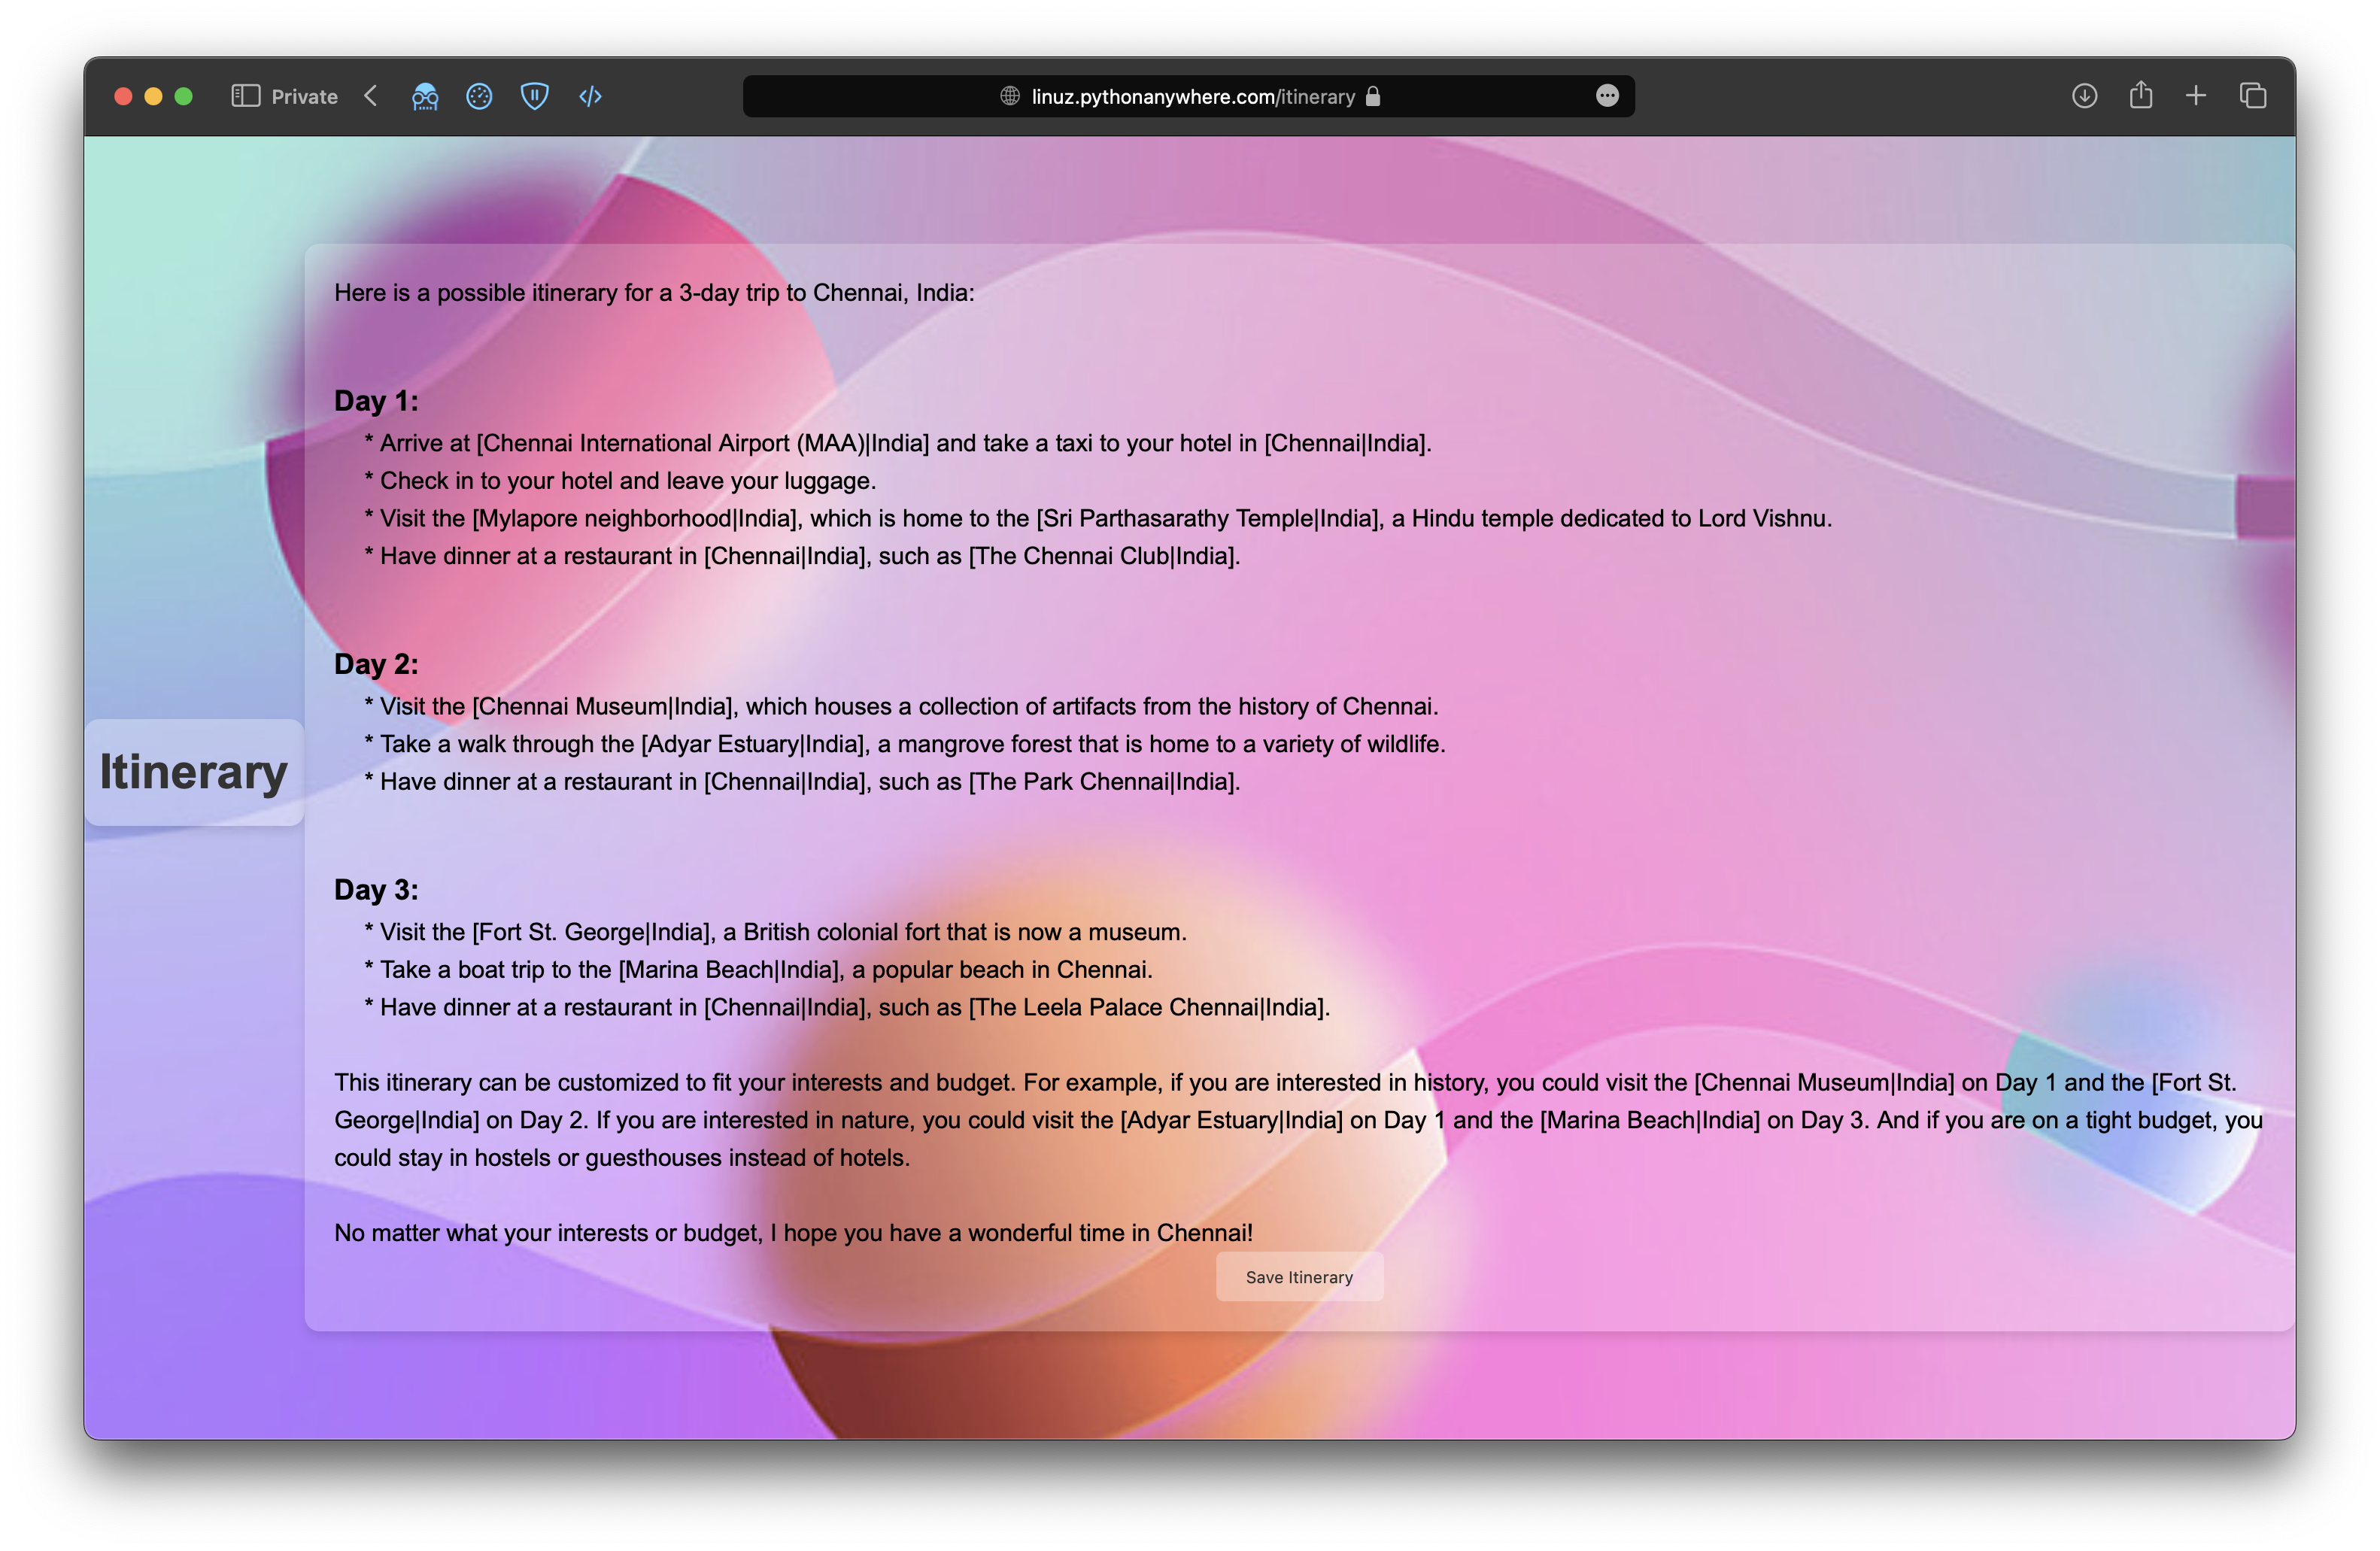 Private
linuz.pythonanywhere.com/itinerary
Here is a possible itinerary for a 3-day trip to Chennai, India:
Day 1:
* Arrive at [Chennai International Airport (MAA)|India] and take a taxi to your hotel in [Chennai|India].
* Check in to your hotel and leave your luggage.
* Visit the [Mylapore neighborhood|India], which is home to the [Sri Parthasarathy Temple|India], a Hindu temple dedicated to Lord Vishnu.
* Have dinner at a restaurant in [Chennai|India], such as [The Chennai Club|India].
Day 2:
* Visit the [Chennai Museum|India], which houses a collection of artifacts from the history of Chennai.
* Take a walk through the [Adyar Estuary|India], a mangrove forest that is home to a variety of wildlife.
Itinerary
* Have dinner at a restaurant in [Chennai|India], such as [The Park Chennai|India].
Day 3:
* Visit the [Fort St. George|India], a British colonial fort that is now a museum.
* Take a boat trip to the [Marina Beach|India], a popular beach in Chennai.
* Have dinner at a restaurant in [Chennai|India], such as [The Leela Palace Chennai|India].
This itinerary can be customized to fit your interests and budget. For example, if you are interested in history, you could visit the [Chennai Museum|India] on Day 1 and the [Fort St.
George|India] on Day 2. If you are interested in nature, you could visit the [Adyar Estuary|India] on Day 1 and the [Marina Beach|India] on Day 3. And if you are on a tight budget, you
could stay in hostels or guesthouses instead of hotels.
No matter what your interests or budget, I hope you have a wonderful time in Chennai!
Save Itinerary